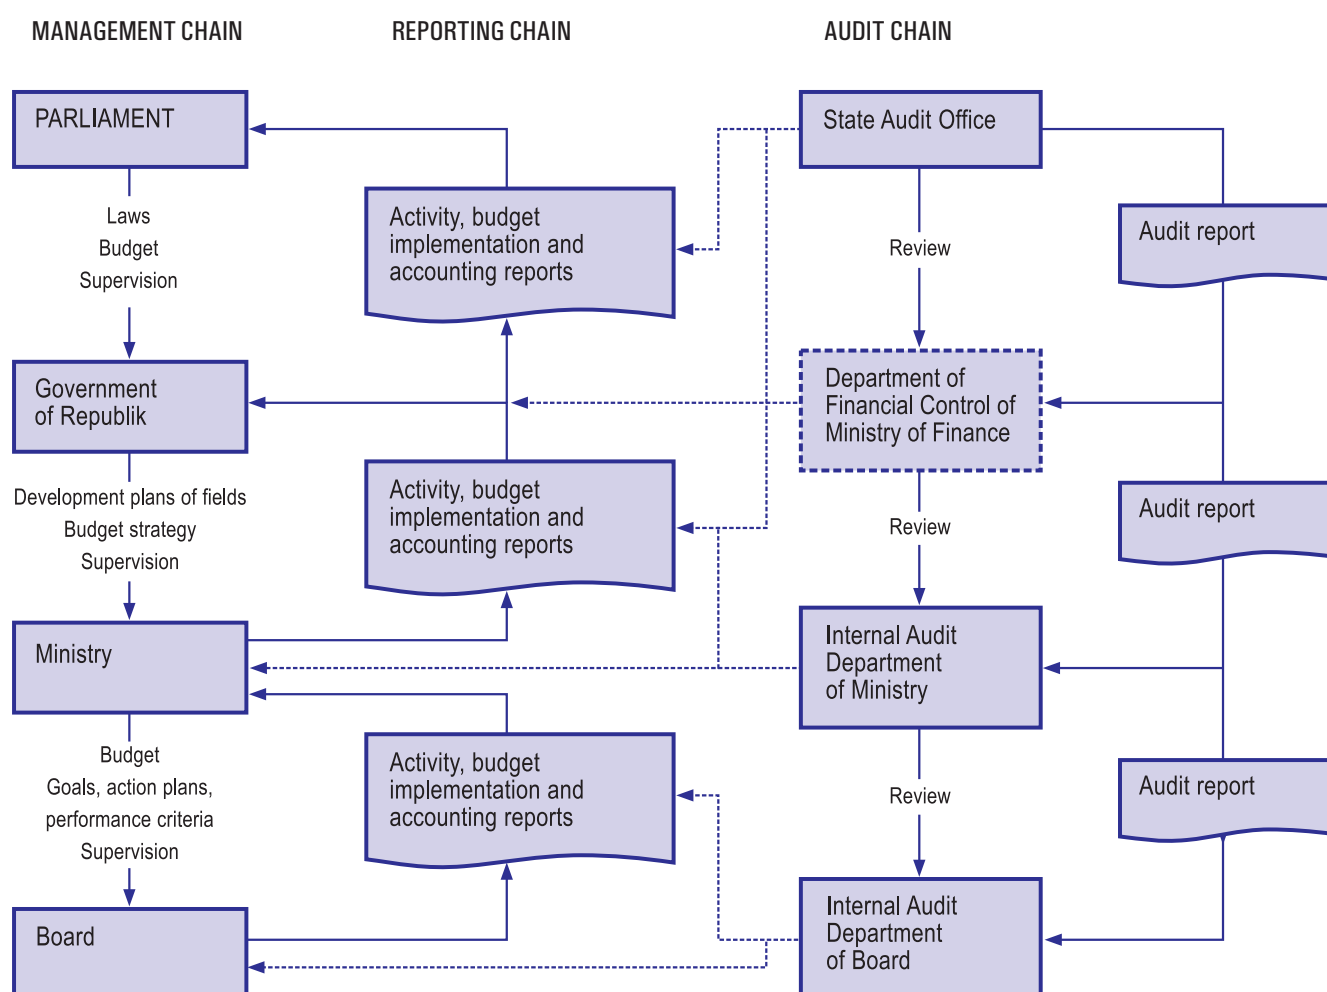 MANAGEMENT CHAIN
REPORTING CHAIN
AUDIT CHAIN
PARLIAMENT
Laws
Budget
Supervision
Government
of Republik
Development plans of fields
Budget strategy
Supervision
Ministry
Budget
Goals, action plans,
performance criteria
Supervision
Board
Activity, budget
implementation and
accounting reports
Activity, budget
implementation and
accounting reports
Activity, budget
implementation and
accounting reports
State Audit Office
Review
Department of
Financial Control of
Ministry of Finance
Review
Internal Audit
Department
of Ministry
Review
Internal Audit
Department
of Board
Audit report
Audit report
Audit report